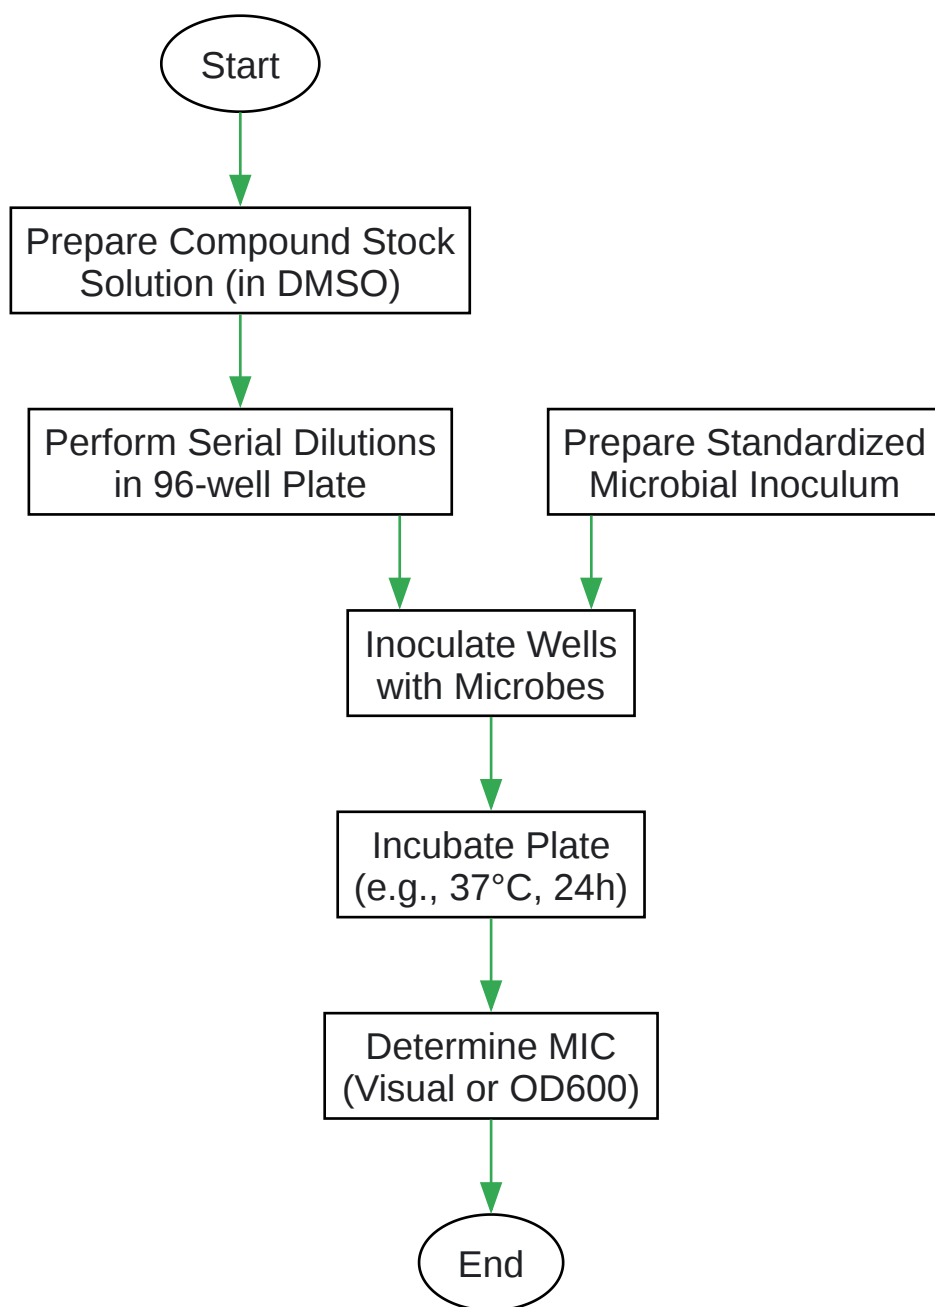 Start
Prepare Compound Stock
Solution (in DMSO)
Perform Serial Dilutions
in 96-well Plate
Prepare Standardized
Microbial Inoculum
Inoculate Wells
with Microbes
Incubate Plate
(e.g., 37°C, 24h)
Determine MIC
(Visual or OD600)
End